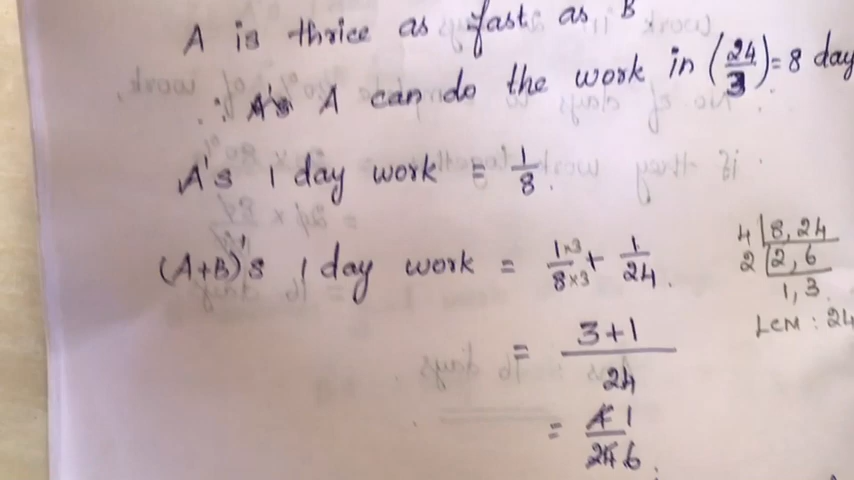 A is thrice as fast as B
∴ A's A can do the work in (24/3) = 8 day
A's 1 day work = 1/8.
(A+B)'s 1 day work = 1×3/8×3 + 1/24.
4 | 8, 24
2 | 2, 6
1, 3.
LCM : 24
= 3+1/24
= 4 1/24 6.